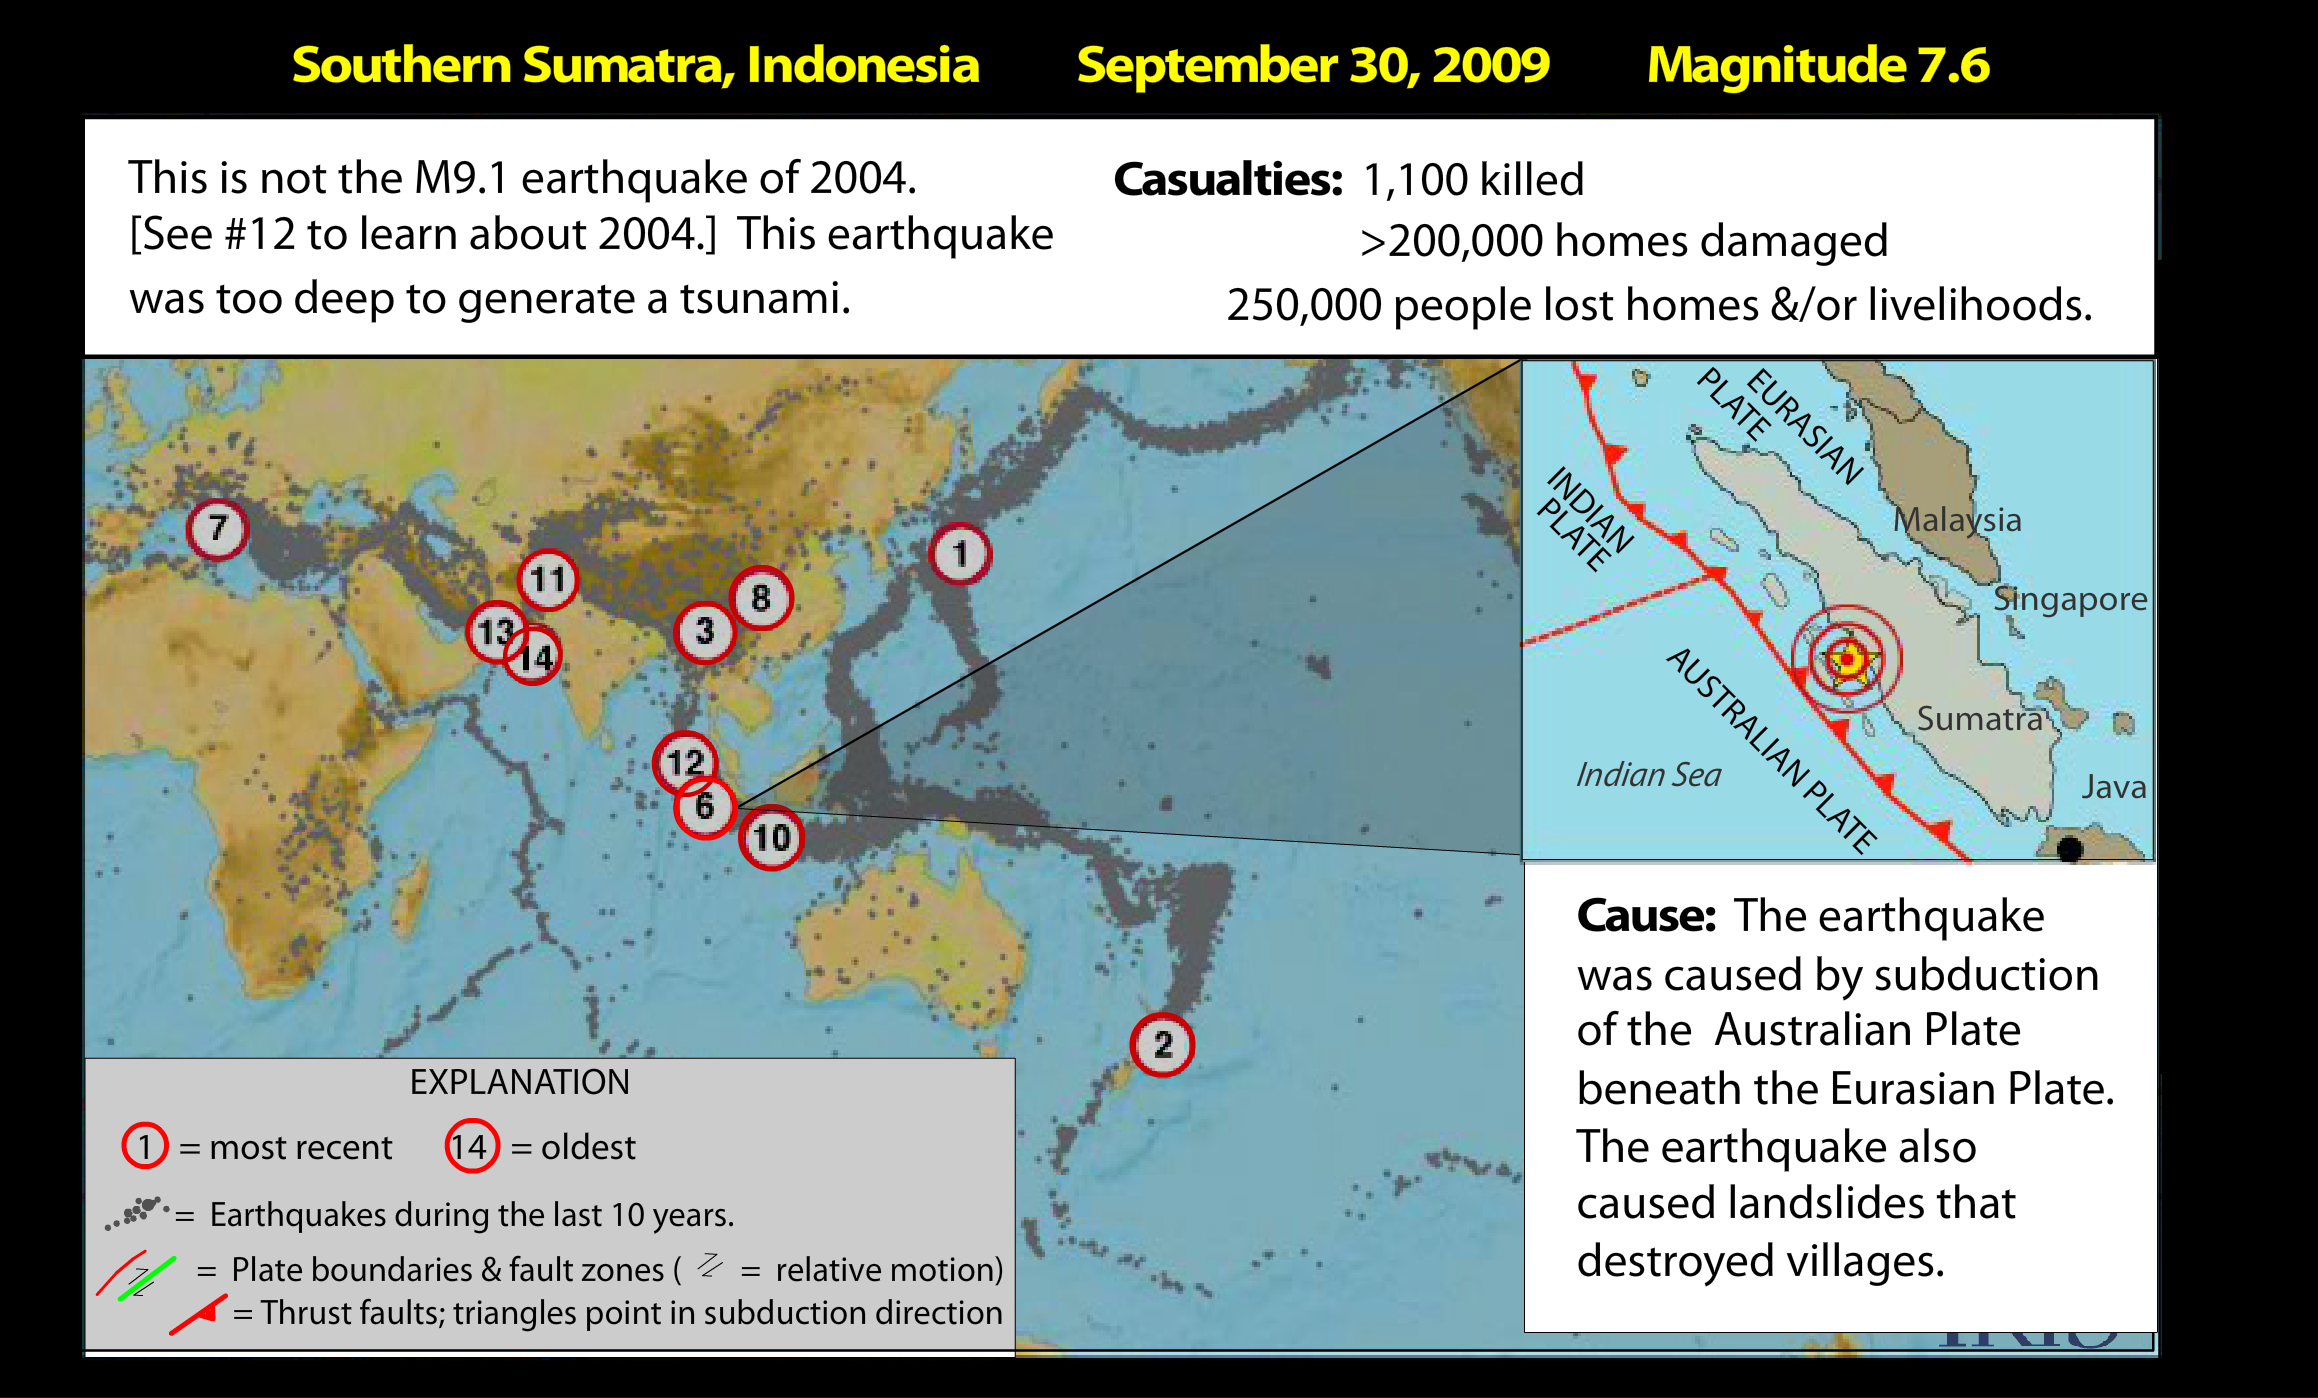 Southern Sumatra, Indonesia September 30, 2009 Magnitude 7.6
This is not the M9.1 earthquake of 2004.
[See #12 to learn about 2004.] This earthquake
was too deep to generate a tsunami.
Casualties: 1,100 killed
>200,000 homes damaged
250,000 people lost homes &/or livelihoods.
7
11
13
14
8
3
1
12
6
10
2
EURASIAN
PLATE
INDIAN
PLATE
Malaysia
Singapore
AUSTRALIAN PLATE
Sumatra
Indian Sea
Java
Cause: The earthquake
was caused by subduction
of the Australian Plate
beneath the Eurasian Plate.
The earthquake also
caused landslides that
destroyed villages.
EXPLANATION
1 = most recent 14 = oldest
= Earthquakes during the last 10 years.
= Plate boundaries & fault zones ( = relative motion)
= Thrust faults; triangles point in subduction direction